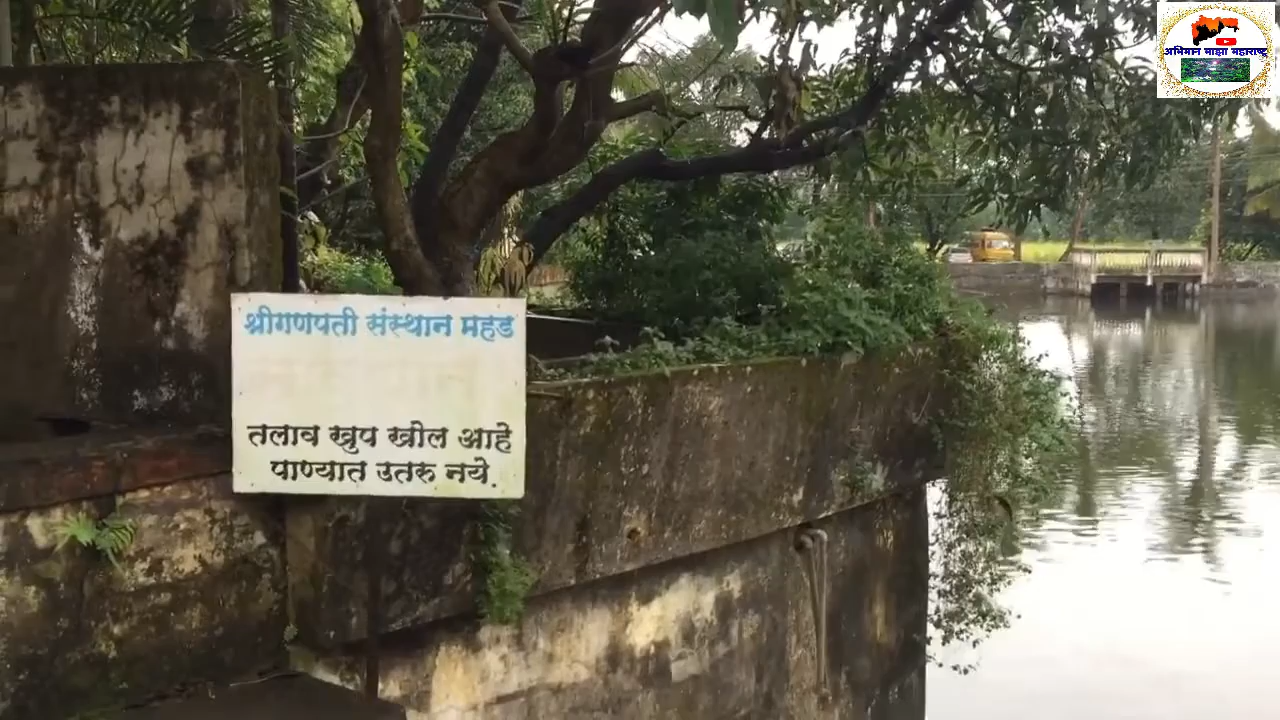 अभिमान माझा महाराष्ट्र
श्रीगणपती संस्थान महड
तलाव खुप खोल आहे
पाण्यात उतरु नये.